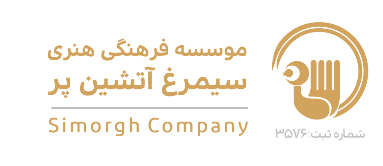 موسسه فرهنگی هنری
سیمرغ آتشین پر
Simorgh Company
شماره ثبت:۳۵۷۶